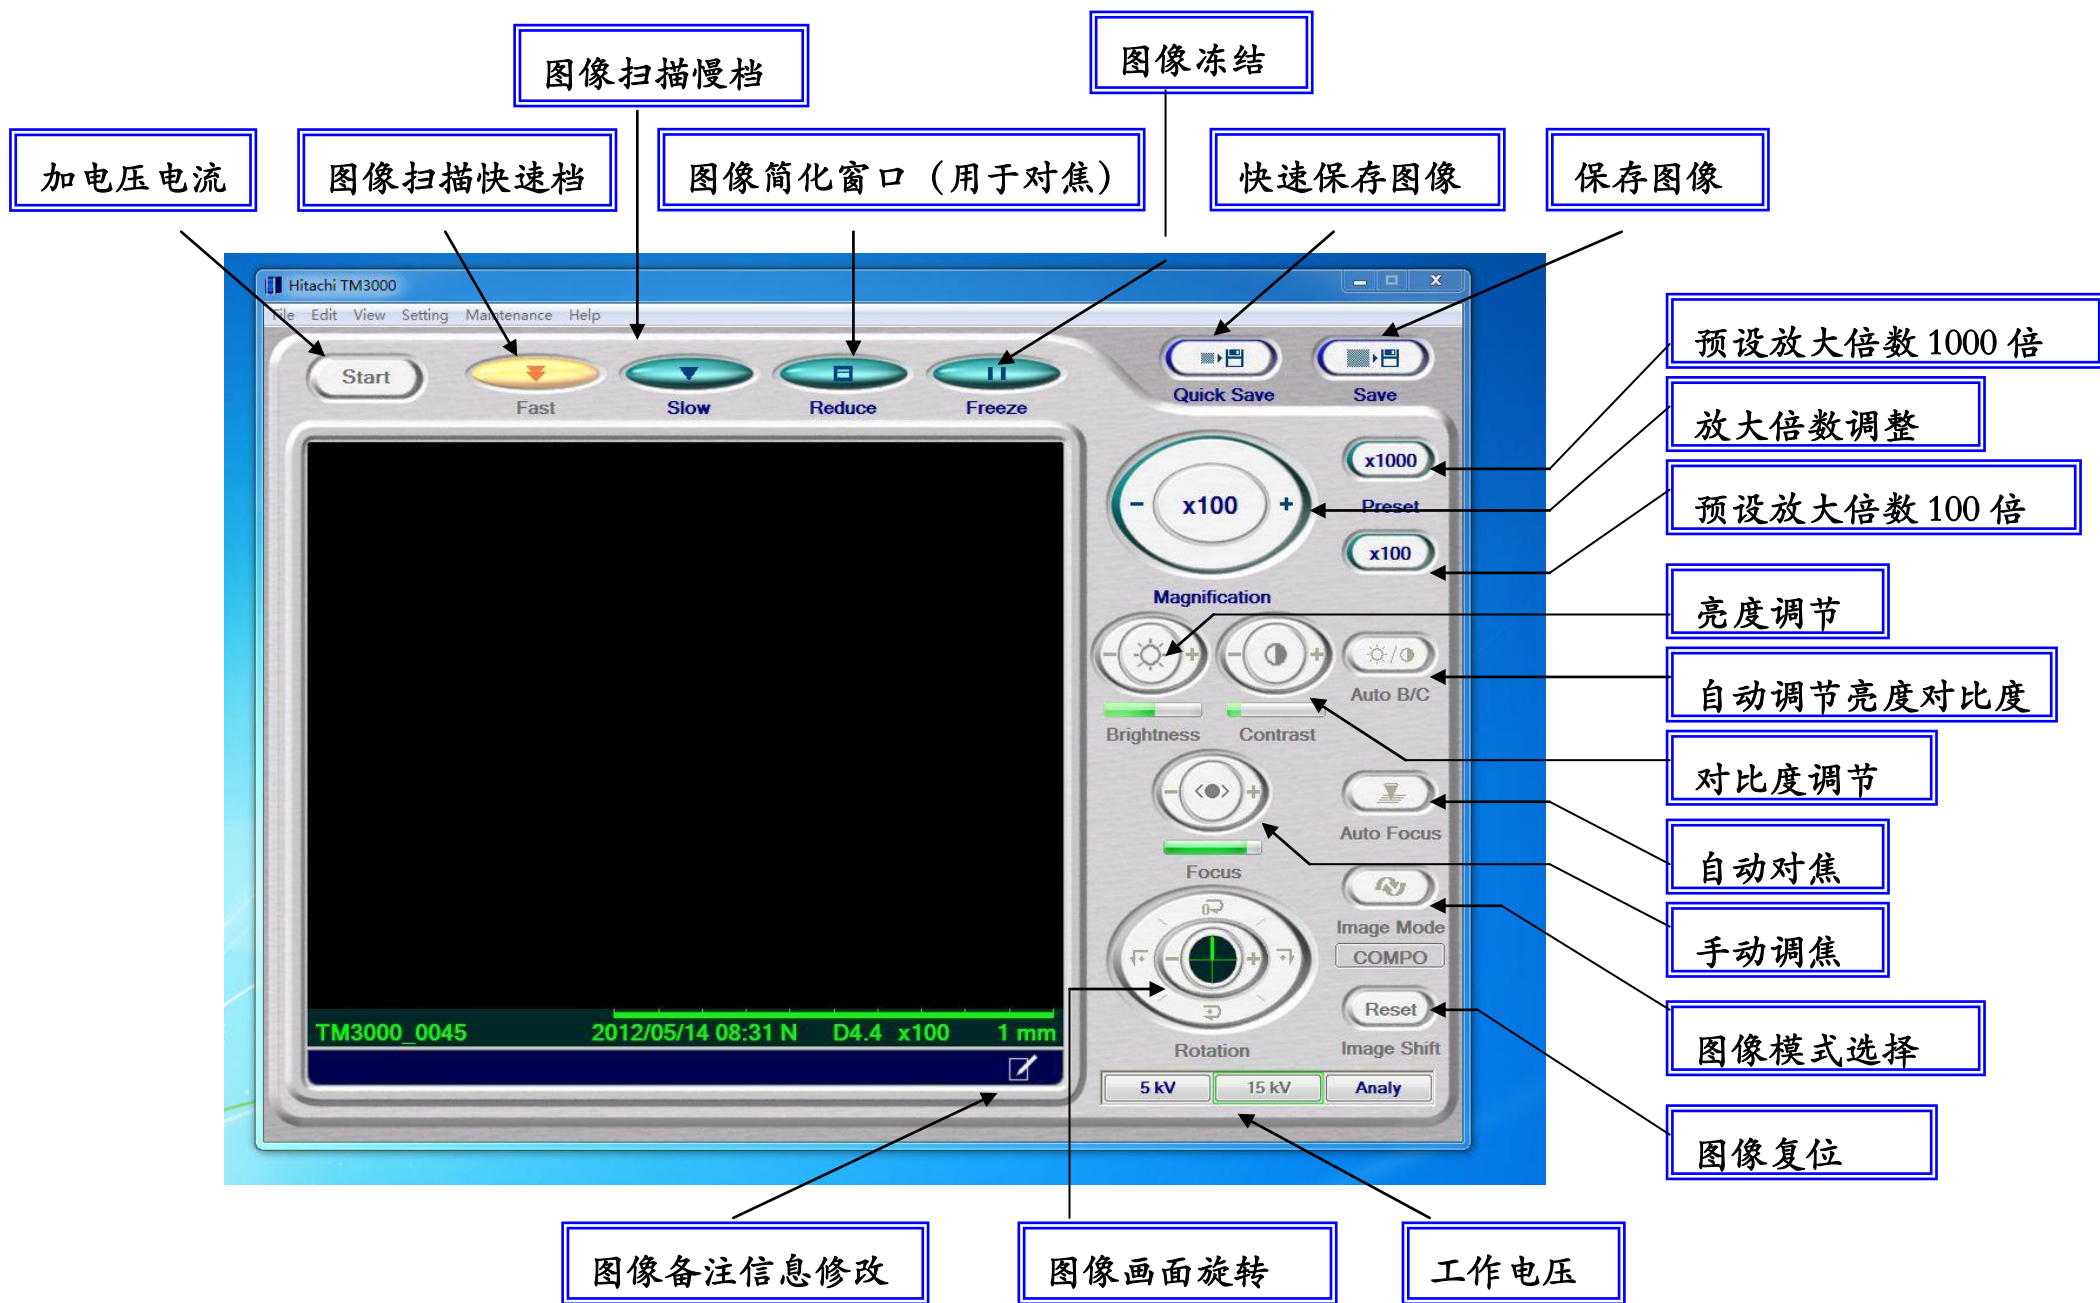 图像扫描慢档
图像冻结
加电压电流
图像扫描快速档
图像简化窗口（用于对焦）
快速保存图像
保存图像
Hitachi TM3000
File Edit View Setting Maintenance Help
Start
Fast
Slow
Reduce
Freeze
Quick Save
Save
预设放大倍数 1000 倍
放大倍数调整
预设放大倍数 100 倍
x1000
- x100 +
Preset
x100
Magnification
亮度调节
- +
- +
Auto B/C
自动调节亮度对比度
Brightness
Contrast
对比度调节
- <●> +
Auto Focus
自动对焦
Focus
Image Mode
COMPO
手动调焦
- +
Reset
图像模式选择
TM3000_0045 2012/05/14 08:31 N D4.4 x100 1 mm
Rotation
Image Shift
5 kV
15 kV
Analy
图像复位
图像备注信息修改
图像画面旋转
工作电压